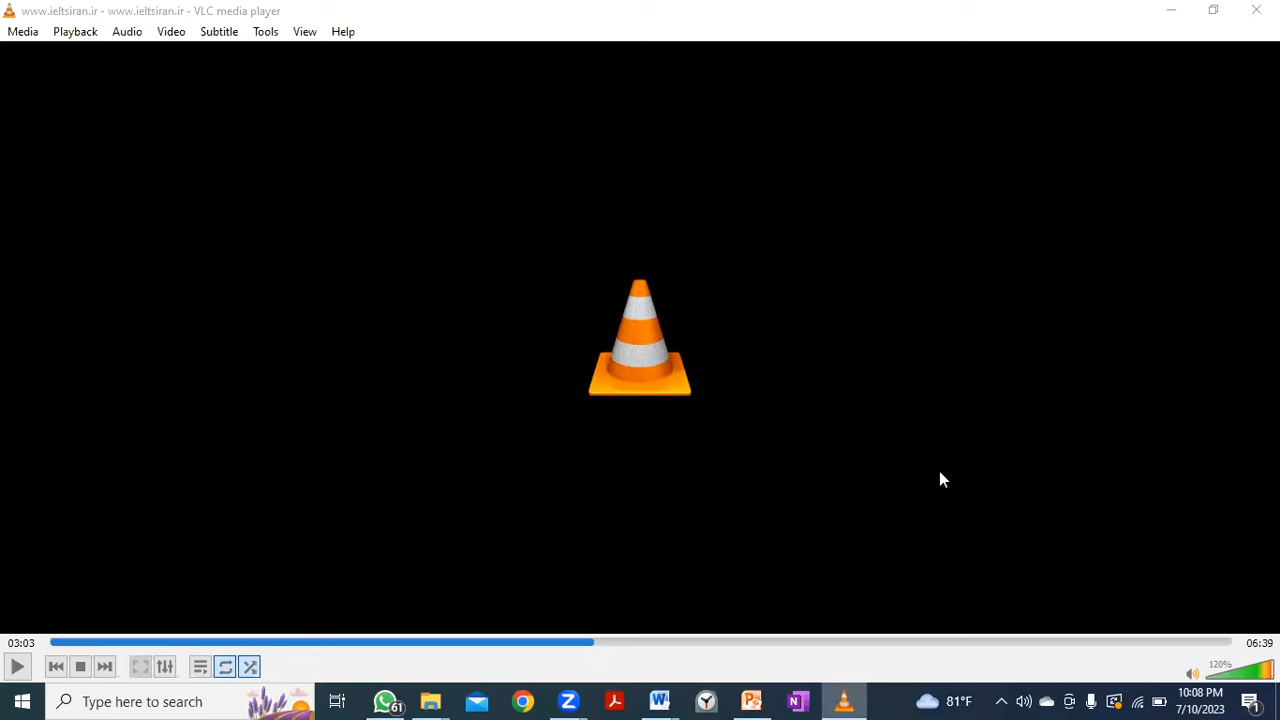 www.ieltsiran.ir - www.ieltsiran.ir - VLC media player
Media Playback Audio Video Subtitle Tools View Help
03:03 06:39
120%
Type here to search 61 81°F 10:08 PM
7/10/2023 1